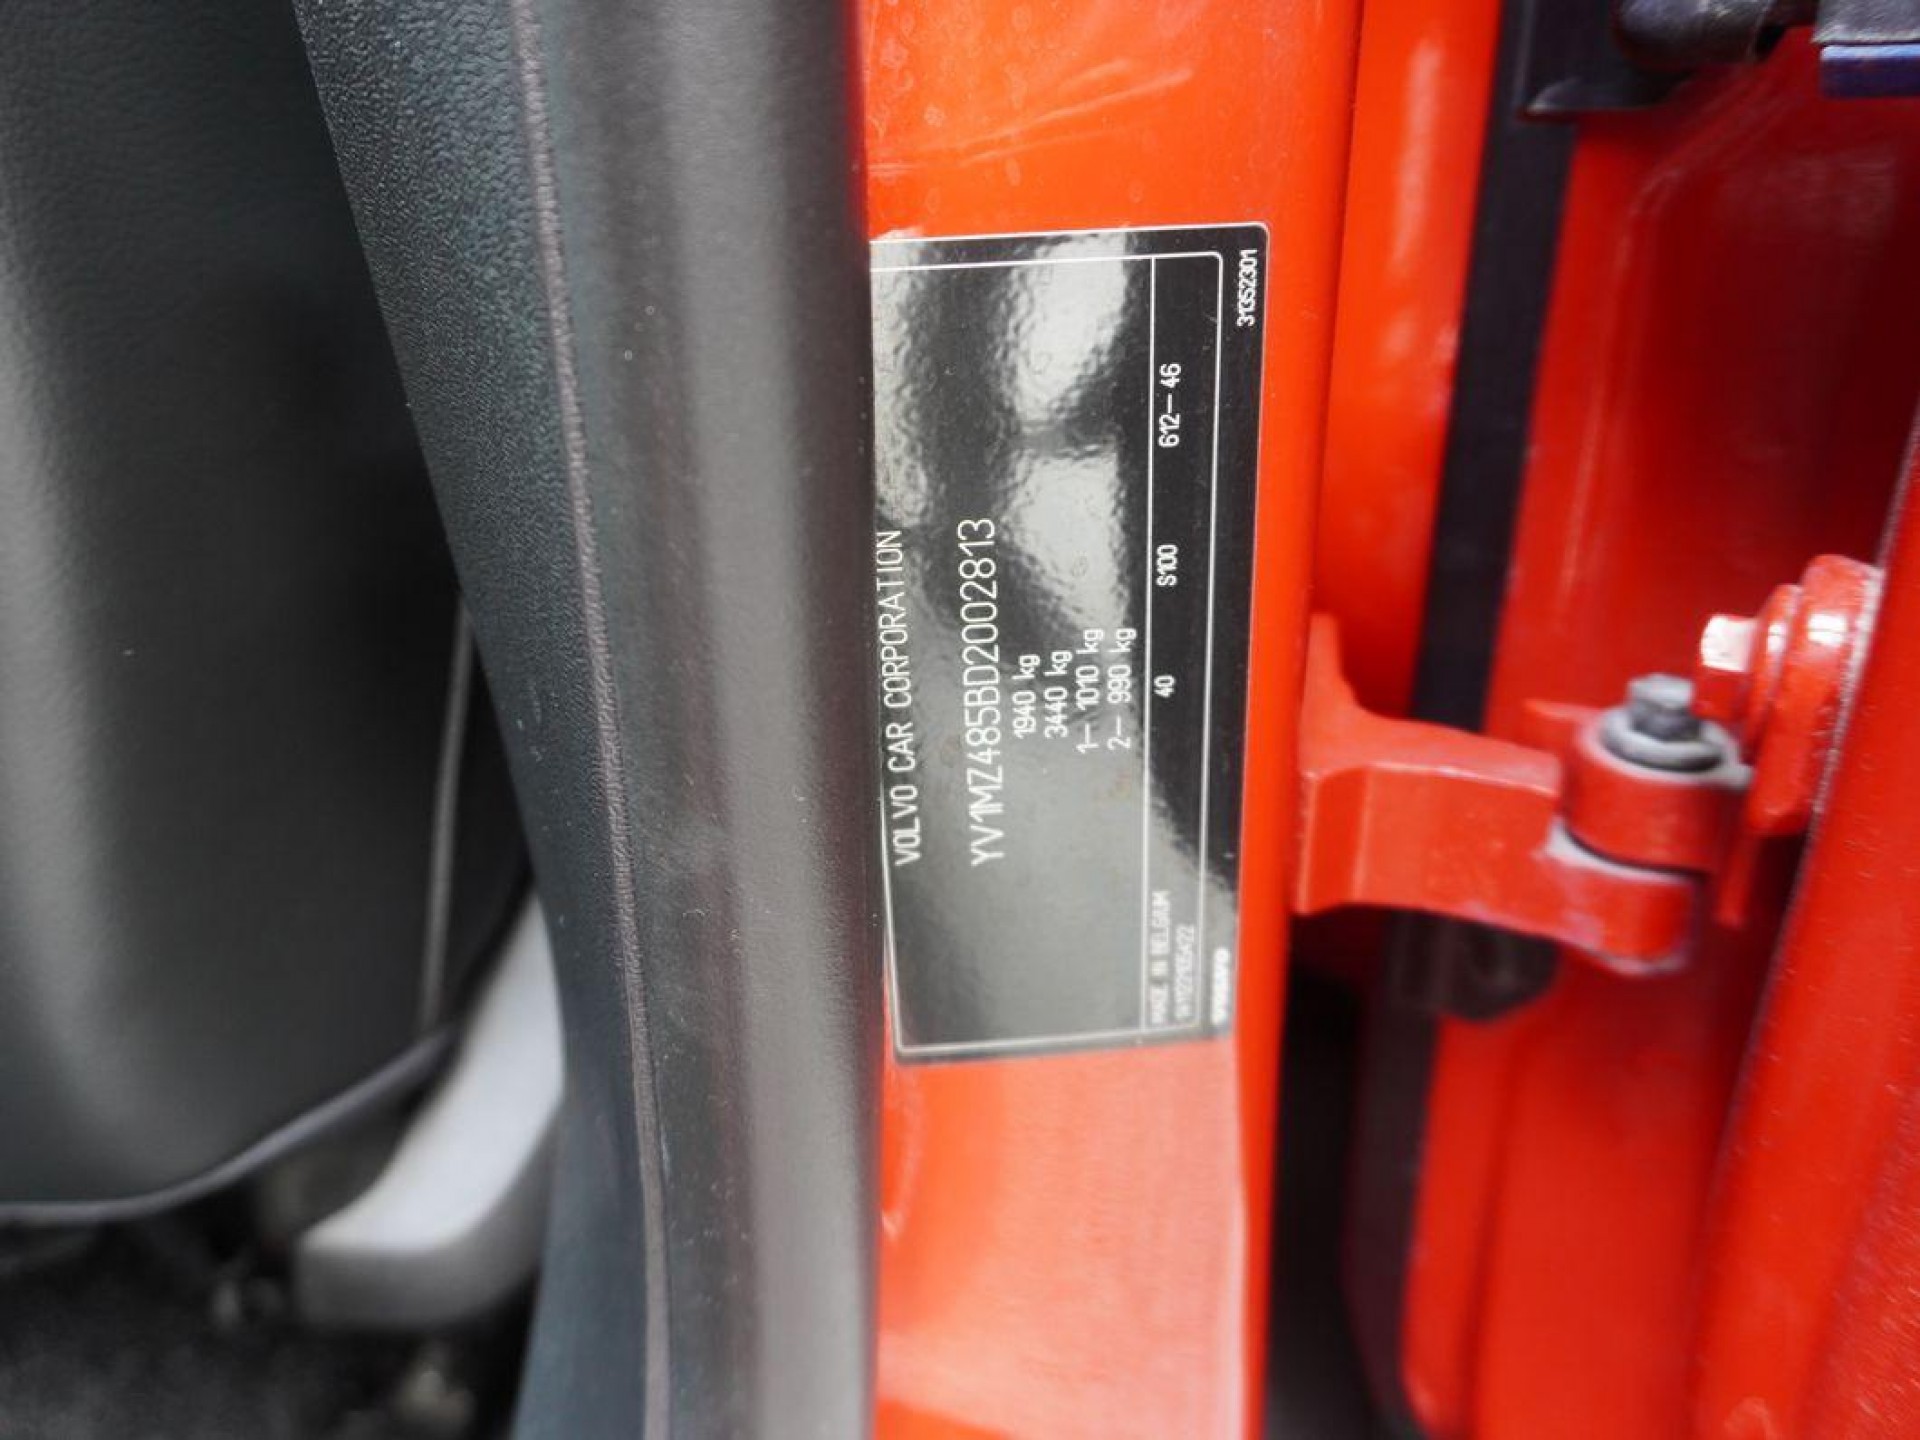 VOLVO CAR CORPORATION
YV1MZ485BD2002813
1940 kg
3440 kg
1— 1010 kg
2— 990 kg
MADE IN BELGIUM
40
S100
612— 46
31352301